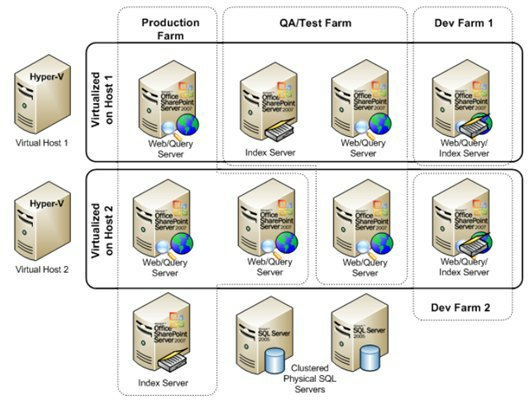 Production
Farm
QA/Test Farm
Dev Farm 1
Hyper-V
Virtual Host 1
Virtualized
on Host 1
Microsoft
Office
SharePoint
Server 2007
Web/Query
Server
Office
SharePoint
Server 2007
Index Server
Office
SharePoint
Server 2007
Web/Query
Server
Office
SharePoint
Server 2007
Web/Query/
Index Server
Hyper-V
Virtual Host 2
Virtualized
on Host 2
Office
SharePoint
Server 2007
Web/Query
Server
Office
SharePoint
Server 2007
Web/Query
Server
Office
SharePoint
Server 2007
Web/Query
Server
Office
SharePoint
Server 2007
Web/Query/
Index Server
Dev Farm 2
Office
SharePoint
Server 2007
Index Server
SQL Server
2005
SQL Server
2005
Clustered
Physical SQL
Servers